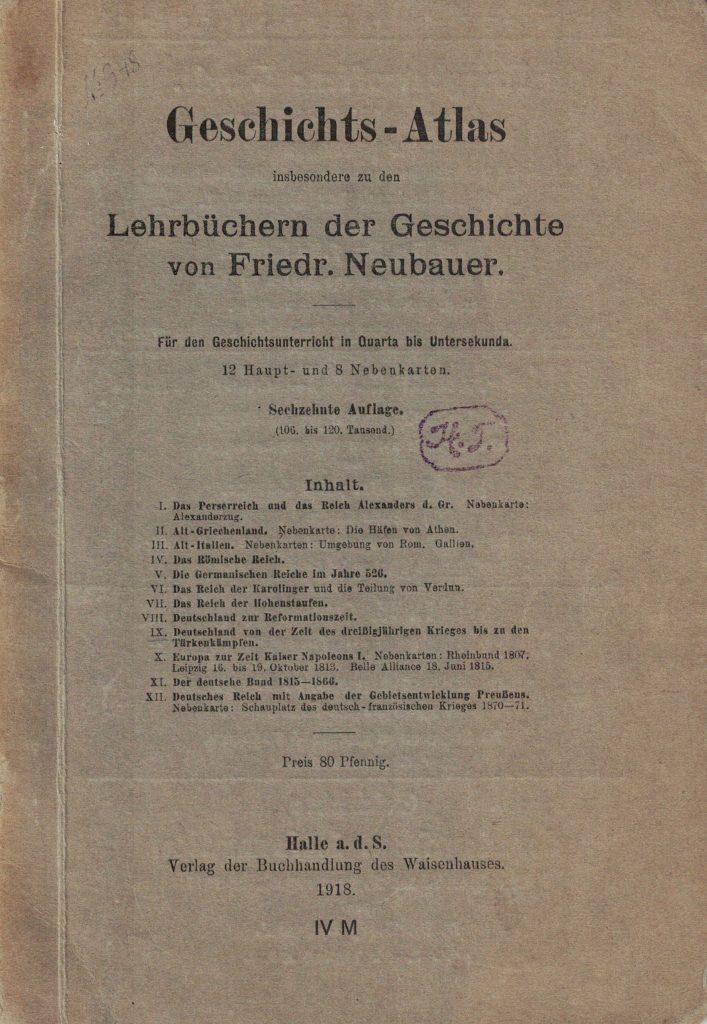 Geschichts-Atlas
insbesondere zu den
Lehrbüchern der Geschichte
von Friedr. Neubauer.
Für den Geschichtsunterricht in Quarta bis Untersekunda.
12 Haupt- und 8 Nebenkarten.
Sechzehnte Auflage.
(106. bis 120. Tausend.)
H. T.
Inhalt.
I. Das Perserreich und das Reich Alexanders d. Gr. Nebenkarte:
Alexanderzug.
II. Alt-Griechenland. Nebenkarte: Die Häfen von Athen.
III. Alt-Italien. Nebenkarten: Umgebung von Rom. Gallien.
IV. Das Römische Reich.
V. Die Germanischen Reiche im Jahre 526.
VI. Das Reich der Karolinger und die Teilung von Verdun.
VII. Das Reich der Hohenstaufen.
VIII. Deutschland zur Reformationszeit.
IX. Deutschland von der Zeit des dreißigjährigen Krieges bis zu den
Türkenkämpfen.
X. Europa zur Zeit Kaiser Napoleons I. Nebenkarten: Rheinbund 1807.
Leipzig 16. bis 19. Oktober 1813. Belle Alliance 18. Juni 1815.
XI. Der deutsche Bund 1815—1866.
XII. Deutsches Reich mit Angabe der Gebietsentwicklung Preußens.
Nebenkarte: Schauplatz des deutsch-französischen Krieges 1870—71.
Preis 80 Pfennig.
Halle a. d. S.
Verlag der Buchhandlung des Waisenhauses.
1918.
IV M